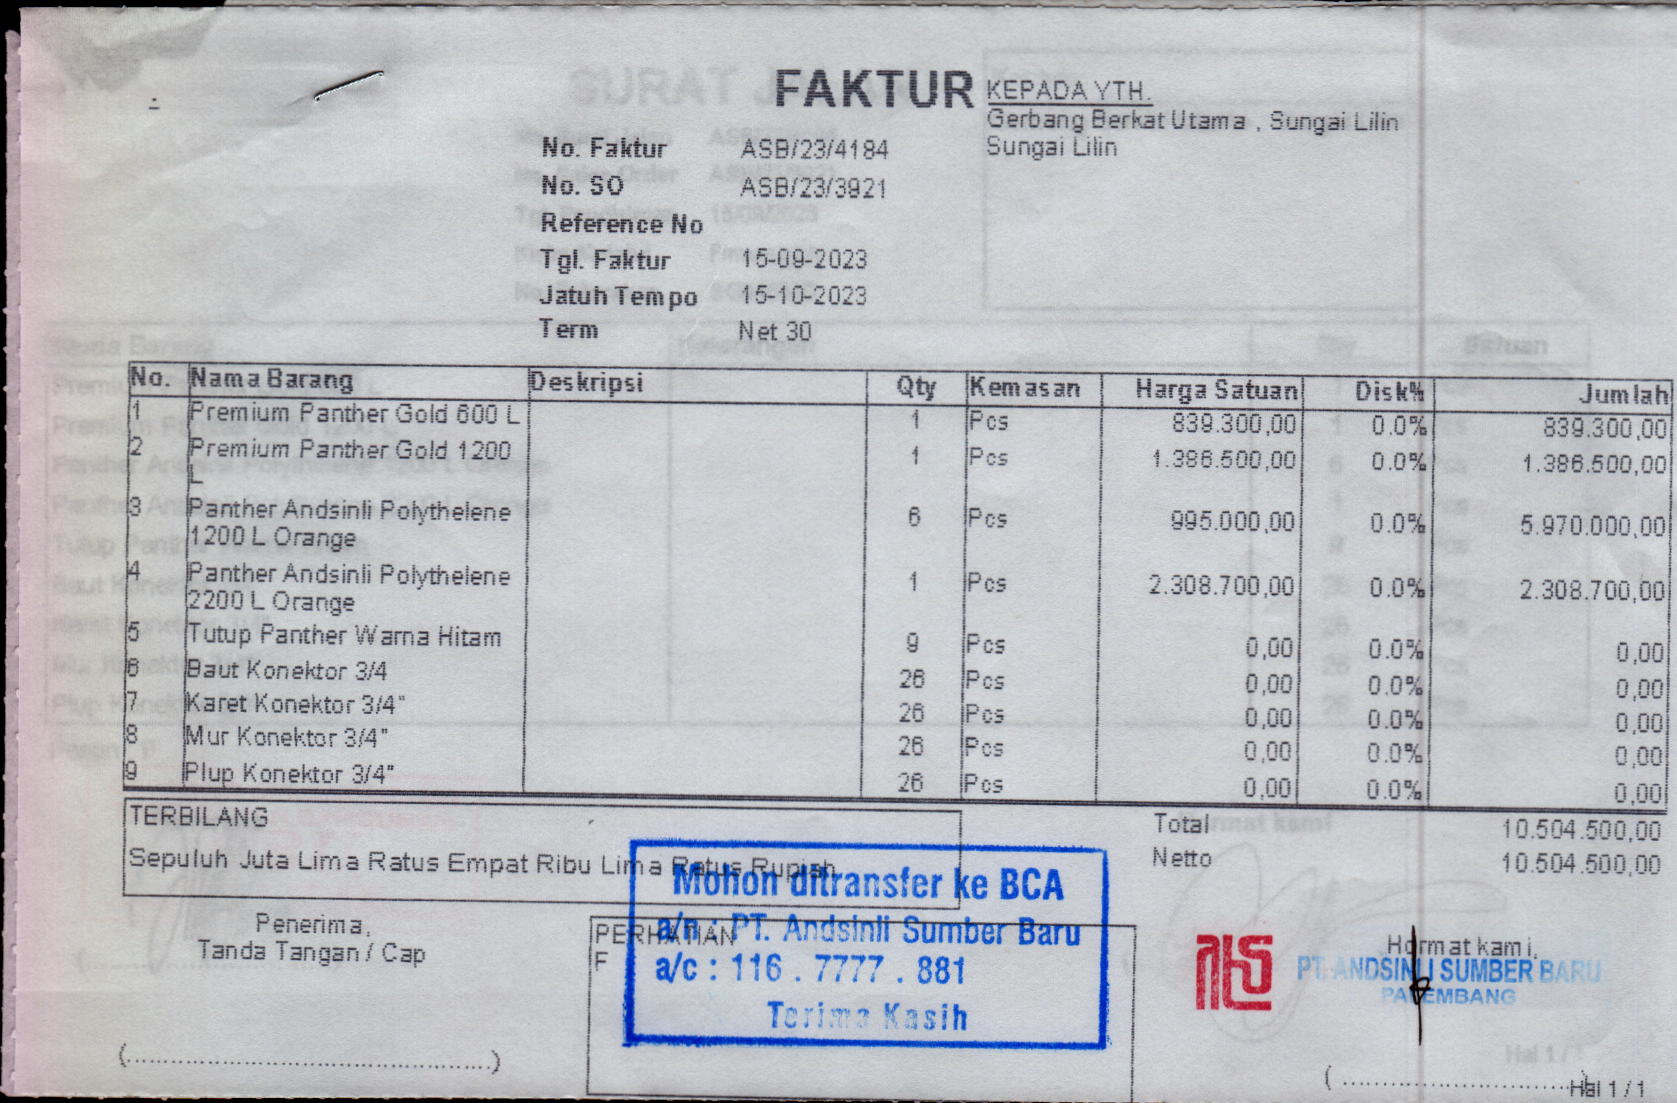 FAKTUR
KEPADA YTH.
Gerbang Berkat Utama , Sungai Lilin
Sungai Lilin
No. Faktur ASB/23/4184
No. SO ASB/23/3921
Reference No
Tgl. Faktur 15-09-2023
Jatuh Tempo 15-10-2023
Term Net 30
No. Nama Barang Deskripsi Qty Kemasan Harga Satuan Disk% Jumlah
1 Premium Panther Gold 600 L 1 Pcs 839.300,00 0.0% 839.300,00
2 Premium Panther Gold 1200 1 Pcs 1.386.500,00 0.0% 1.386.500,00
L
3 Panther Andsinli Polythelene 6 Pcs 995.000,00 0.0% 5.970.000,00
1200 L Orange
4 Panther Andsinli Polythelene 1 Pcs 2.308.700,00 0.0% 2.308.700,00
2200 L Orange
5 Tutup Panther Warna Hitam 9 Pcs 0,00 0.0% 0,00
6 Baut Konektor 3/4 26 Pcs 0,00 0.0% 0,00
7 Karet Konektor 3/4" 26 Pcs 0,00 0.0% 0,00
8 Mur Konektor 3/4" 26 Pcs 0,00 0.0% 0,00
9 Plup Konektor 3/4" 26 Pcs 0,00 0.0% 0,00
TERBILANG
Sepuluh Juta Lima Ratus Empat Ribu Lima Ratus Rupiah
Total 10.504.500,00
Netto 10.504.500,00
Penerima,
Tanda Tangan / Cap
(...........................................)
PERHATIAN
F
Mohon ditransfer ke BCA
a/n : PT. Andsinli Sumber Baru
a/c : 116 . 7777 . 881
Terima Kasih
Hormat kami,
PT. ANDSINLI SUMBER BARU
PALEMBANG
(............................)
Hal 1 / 1